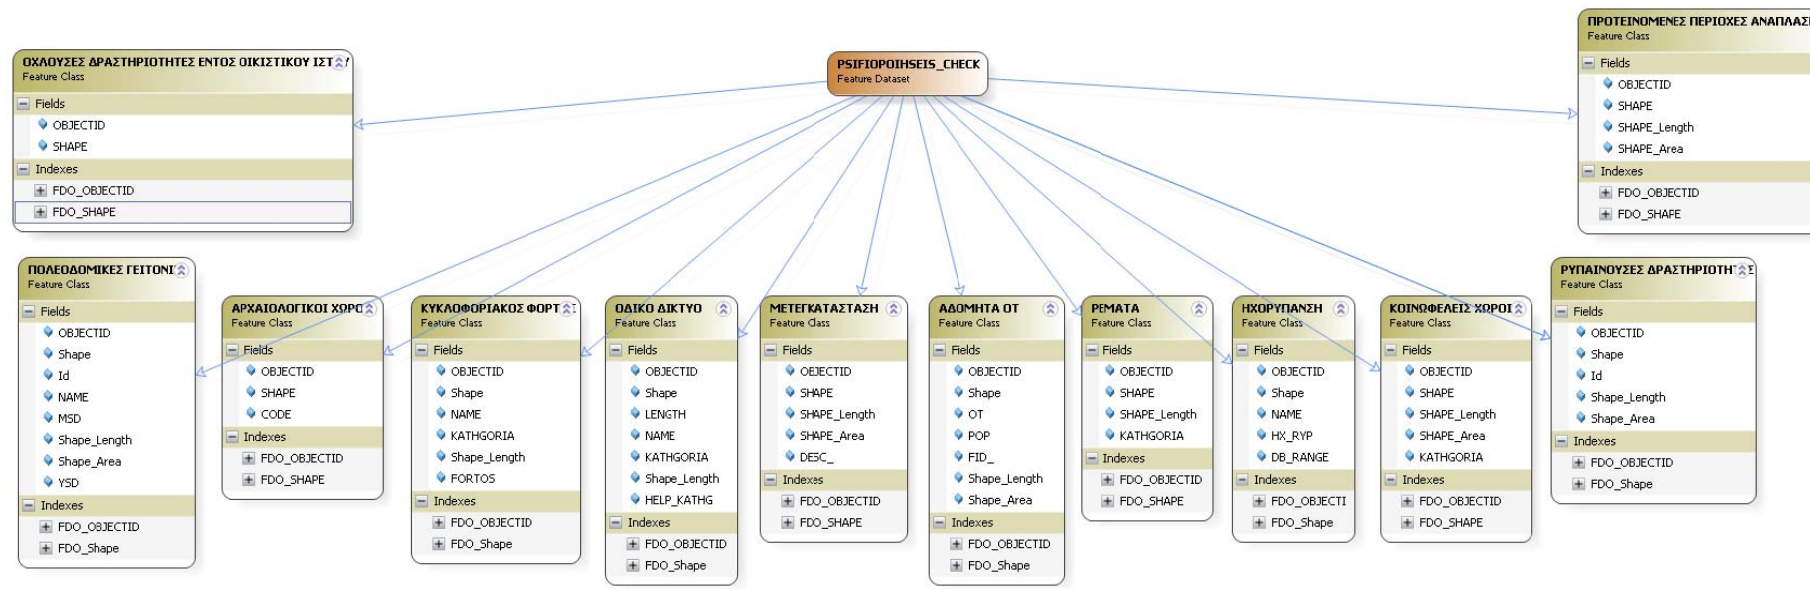 ΟΧΛΟΥΣΕΣ ΔΡΑΣΤΗΡΙΟΤΗΤΕΣ ΕΝΤΟΣ ΟΙΚΙΣΤΙΚΟΥ
Feature Class
Fields
OBJECTID
SHAPE
Indexes
FDO_OBJECTID
FDO_SHAPE
PSIFIOPOIHSEIS_CHECK
Feature Dataset
ΠΡΟΤΕΙΝΟΜΕΝΕΣ ΠΕΡΙΟΧΕΣ
Feature Class
Fields
OBJECTID
SHAPE
SHAPE_Length
SHAPE_Area
Indexes
FDO_OBJECTID
FDO_SHAPE
ΠΟΛΕΟΔΟΜΙΚΕΣ
Feature Class
Fields
OBJECTID
Shape
Id
NAME
MSD
Shape_Length
Shape_Area
YSD
Indexes
FDO_OBJECTID
FDO_Shape
ΑΡΧΑΙΟΛΟΓΙΚΟΙ
Feature Class
Fields
OBJECTID
SHAPE
CODE
Indexes
FDO_OBJECTID
FDO_SHAPE
ΚΥΚΛΟΦΟΡΙΑΚΟΣ
Feature Class
Fields
OBJECTID
Shape
NAME
KATHGORIA
Shape_Length
FORTOS
Indexes
FDO_OBJECTID
FDO_Shape
ΟΔΙΚΟ ΔΙΚΤΥΟ
Feature Class
Fields
OBJECTID
Shape
LENGTH
NAME
KATHGORIA
Shape_Length
HELP_KATHG
Indexes
FDO_OBJECTID
FDO_Shape
ΜΕΤΕΓΚΑΤΑΣΤΑΣΗ
Feature Class
Fields
OBJECTID
SHAPE
SHAPE_Length
SHAPE_Area
DESC_
Indexes
FDO_OBJECTID
FDO_SHAPE
ΑΔΟΜΗΤΑ ΟΤ
Feature Class
Fields
OBJECTID
Shape
OT
POP
FID_
Shape_Length
Shape_Area
Indexes
FDO_OBJECTID
FDO_Shape
ΡΕΜΑΤΑ
Feature Class
Fields
OBJECTID
SHAPE
SHAPE_Length
KATHGORIA
Indexes
FDO_OBJECTID
FDO_SHAPE
ΗΧΟΡΥΠΑΝΣΗ
Feature Class
Fields
OBJECTID
Shape
NAME
HX_RYP
DB_RANGE
Indexes
FDO_OBJECTI
FDO_Shape
ΚΟΙΝΩΦΕΛΕΙΣ ΧΩΡΟΙ
Feature Class
Fields
OBJECTID
SHAPE
SHAPE_Length
SHAPE_Area
KATHGORIA
Indexes
FDO_OBJECTID
FDO_SHAPE
ΡΥΠΑΙΝΟΥΣΕΣ
Feature Class
Fields
OBJECTID
Shape
Id
Shape_Length
Shape_Area
Indexes
FDO_OBJECTID
FDO_Shape